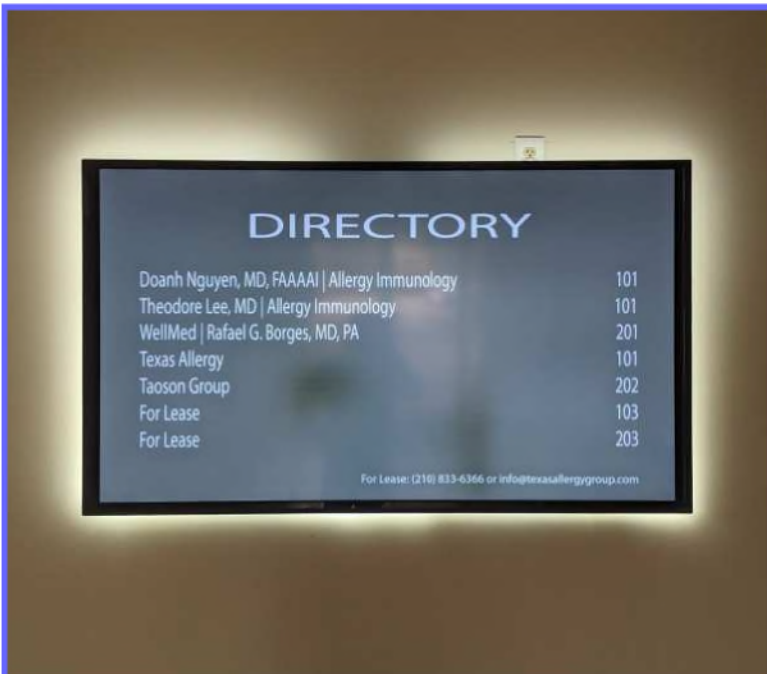 DIRECTORY
Doanh Nguyen, MD, FAAAAI | Allergy Immunology 101
Theodore Lee, MD | Allergy Immunology 101
WellMed | Rafael G. Borges, MD, PA 201
Texas Allergy 101
Taoson Group 202
For Lease 103
For Lease 203
For Lease: (210) 833-6366 or info@texasallergygroup.com